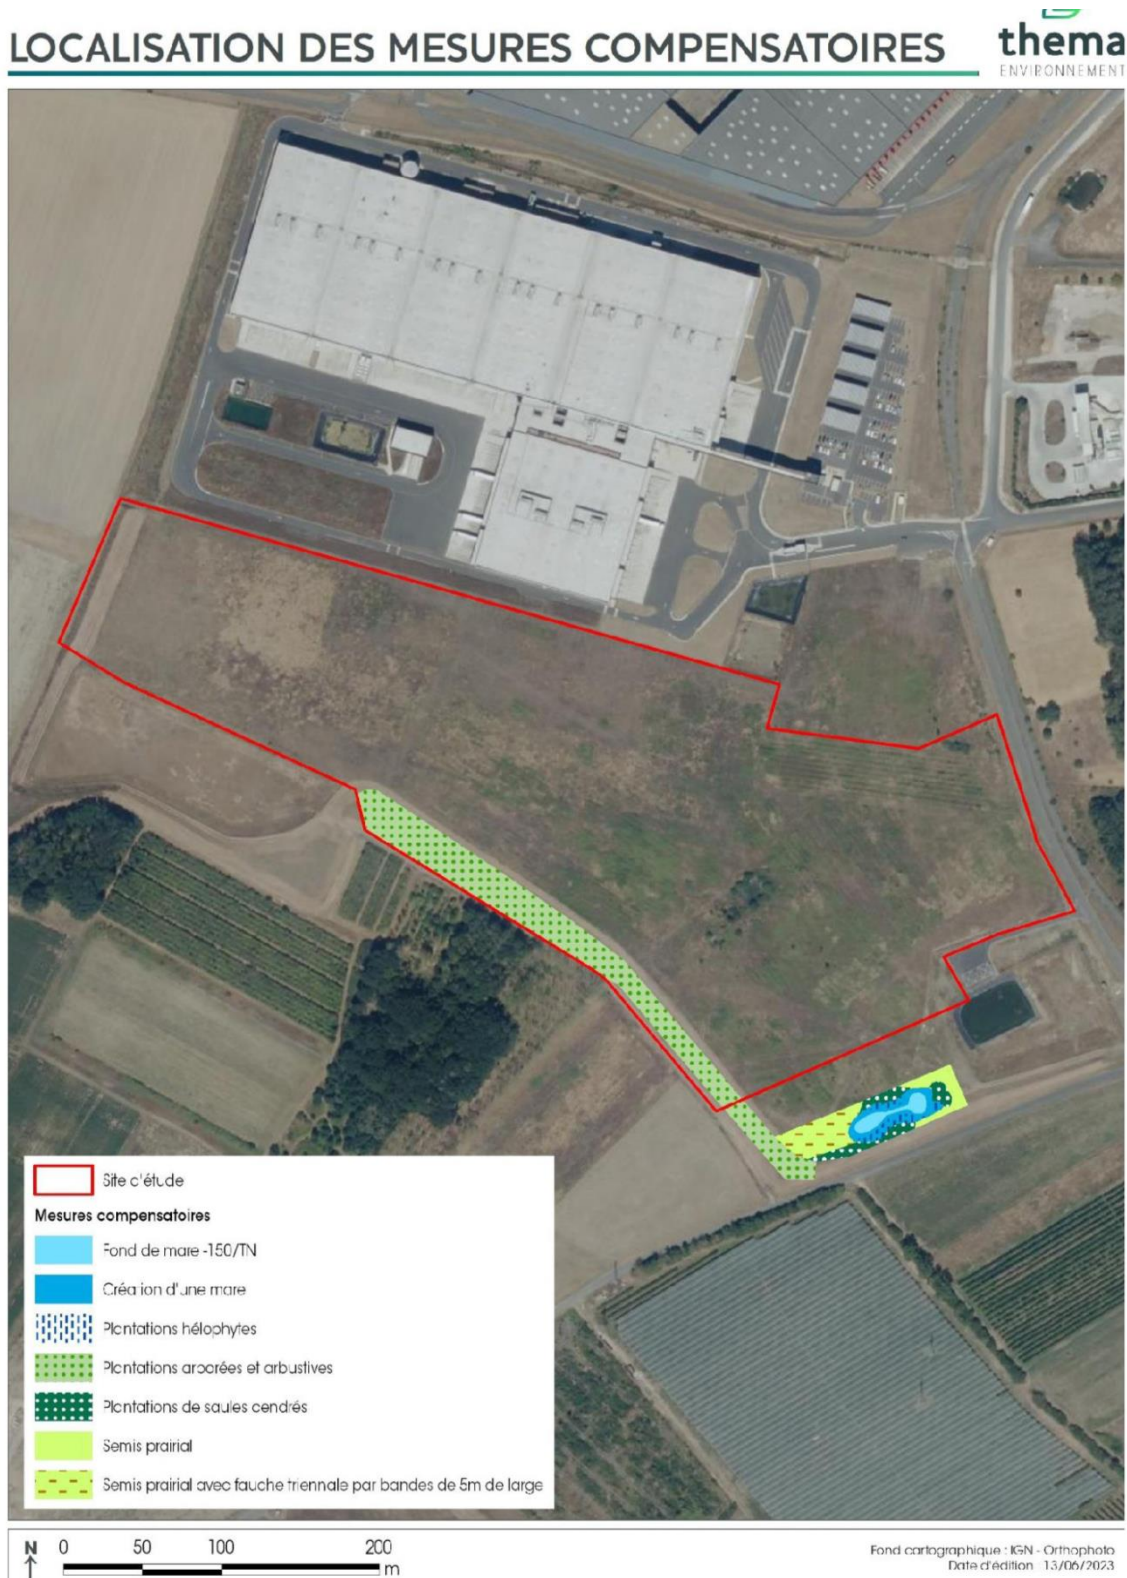 LOCALISATION DES MESURES COMPENSATOIRES
thema
ENVIRONNEMENT
Site d'étude
Mesures compensatoires
Fond de mare -150/TN
Création d'une mare
Plantations hélophytes
Plantations arborées et arbustives
Plantations de saules cendrés
Semis prairial
Semis prairial avec fauche triennale par bandes de 5m de large
N
0 50 100 200
m
Fond cartographique : IGN - Orthophoto
Date d'édition : 13/06/2023